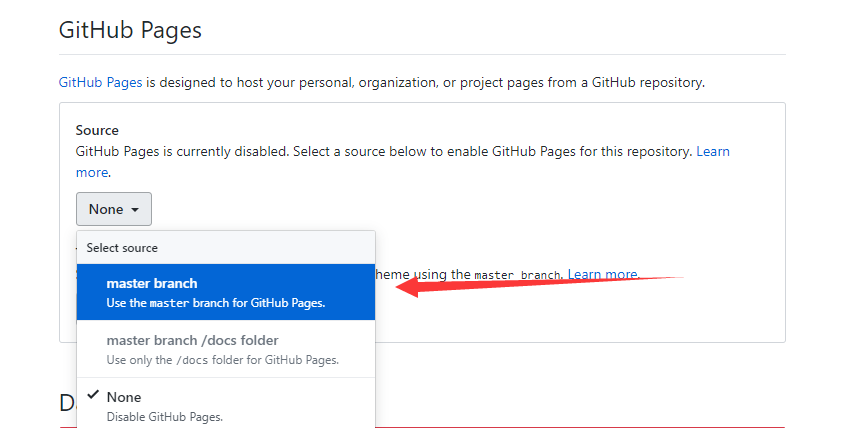 GitHub Pages
GitHub Pages is designed to host your personal, organization, or project pages from a GitHub repository.
Source
GitHub Pages is currently disabled. Select a source below to enable GitHub Pages for this repository. Learn
more.
None
Select source
heme using the master branch. Learn more.
master branch
Use the master branch for GitHub Pages.
master branch /docs folder
Use only the /docs folder for GitHub Pages.
None
Disable GitHub Pages.